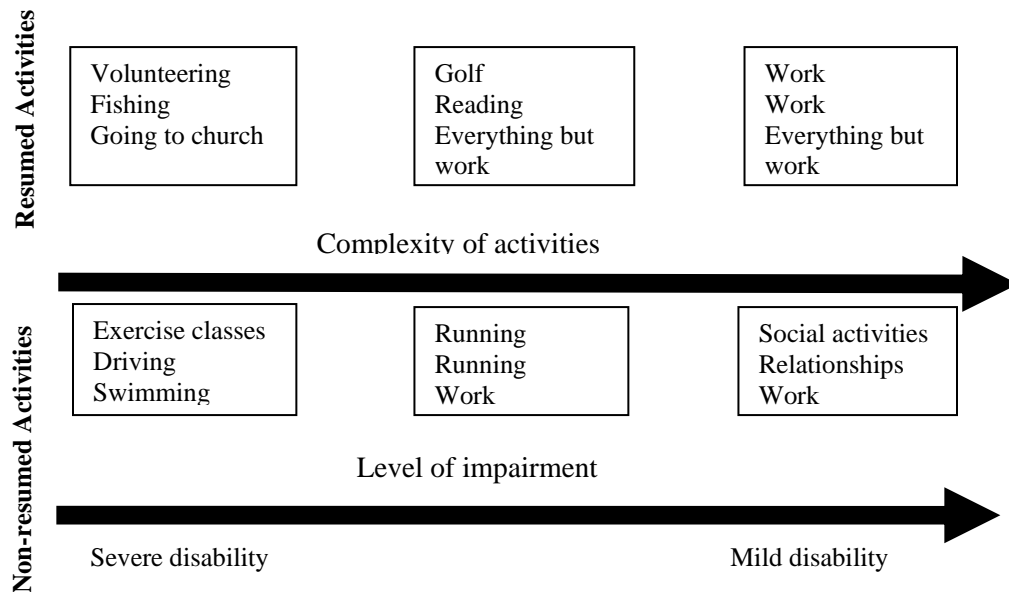 Resumed Activities
Volunteering
Fishing
Going to church
Golf
Reading
Everything but
work
Work
Work
Everything but
work
Complexity of activities
Non-resumed Activities
Exercise classes
Driving
Swimming
Running
Running
Work
Social activities
Relationships
Work
Level of impairment
Severe disability
Mild disability